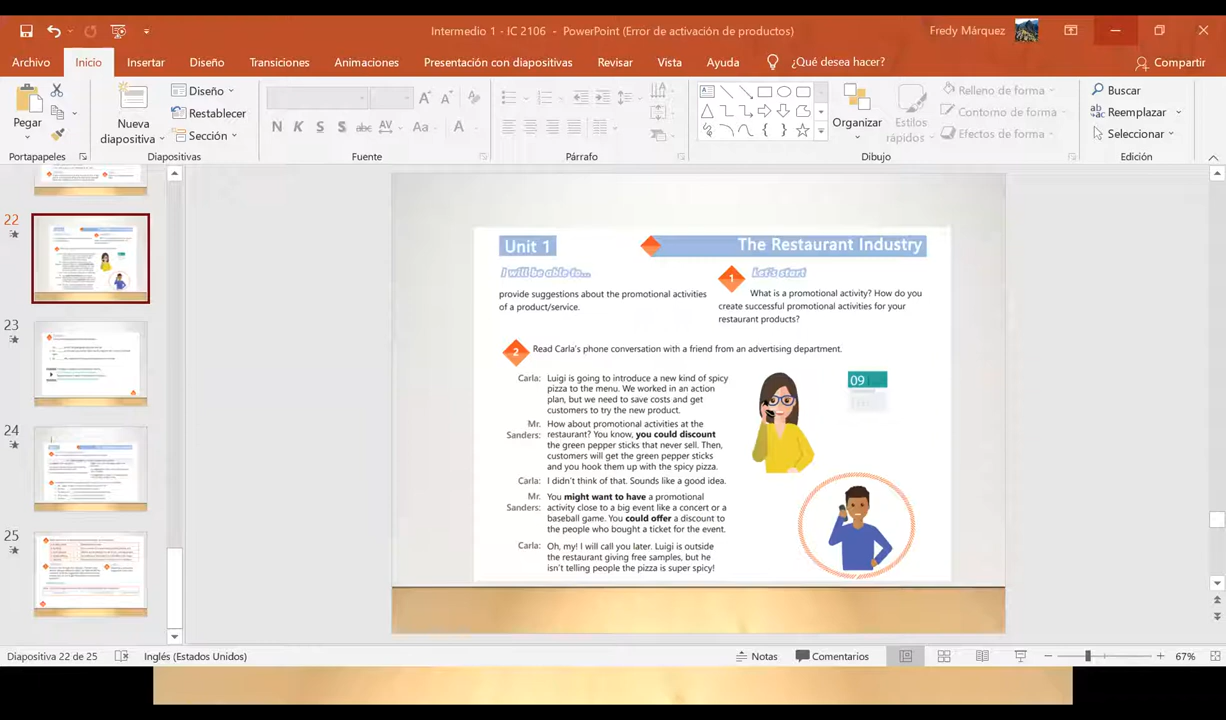 Intermedio 1 - IC 2106 - PowerPoint (Error de activación de productos)
Fredy Márquez
Archivo Inicio Insertar Diseño Transiciones Animaciones Presentación con diapositivas Revisar Vista Ayuda ¿Qué desea hacer? Compartir
Pegar
Nueva diapositiva
Diseño
Restablecer
Sección
N K S S abc AV Aa A
Organizar
Estilos rápidos
Relleno de forma
Contorno de forma
Efectos de forma
Buscar
Reemplazar
Seleccionar
Portapapeles Diapositivas Fuente Párrafo Dibujo Edición
22
23
24
25
Unit 1
The Restaurant Industry
I will be able to...
provide suggestions about the promotional activities
of a product/service.
1 Let's start
What is a promotional activity? How do you
create successful promotional activities for your
restaurant products?
2 Read Carla's phone conversation with a friend from an advertising department.
Carla: Luigi is going to introduce a new kind of spicy
pizza to the menu. We worked in an action
plan, but we need to save costs and get
customers to try the new product.
Mr. How about promotional activities at the
Sanders: restaurant? You know, you could discount
the green pepper sticks that never sell. Then,
customers will get the green pepper sticks
and you hook them up with the spicy pizza.
Carla: I didn't think of that. Sounds like a good idea.
Mr. You might want to have a promotional
Sanders: activity close to a big event like a concert or a
baseball game. You could offer a discount to
the people who bought a ticket for the event.
Carla: Oh, my! I will call you later. Luigi is outside
the restaurant giving free samples, but he
isn't telling people the pizza is super spicy!
09
Diapositiva 22 de 25 Inglés (Estados Unidos) Notas Comentarios 67%